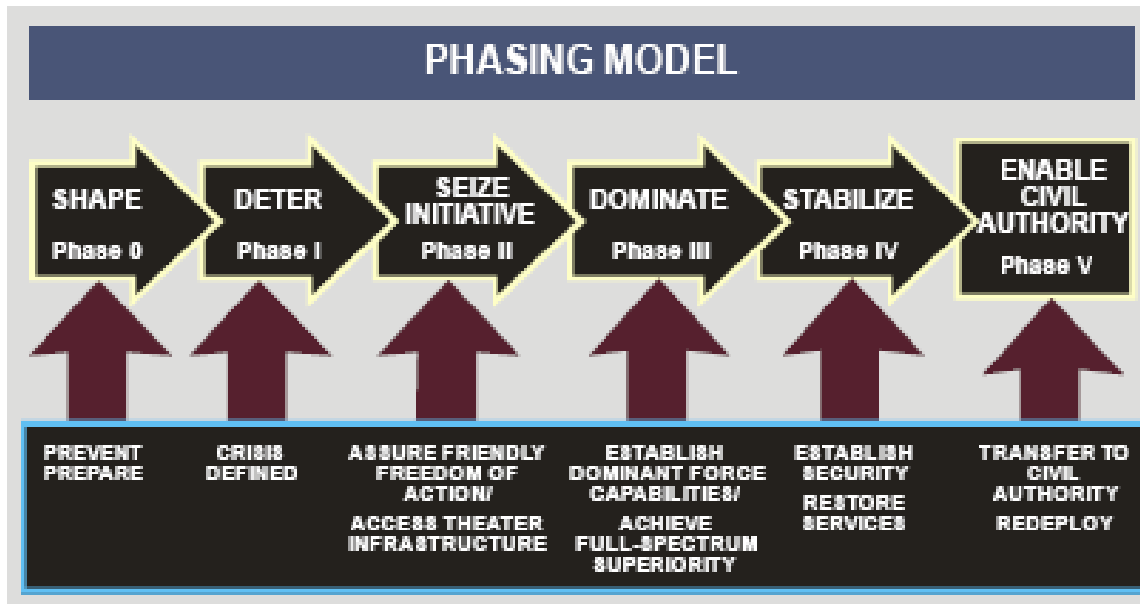 PHASING MODEL
SHAPE
Phase 0
DETER
Phase I
SEIZE
INITIATIVE
Phase II
DOMINATE
Phase III
STABILIZE
Phase IV
ENABLE
CIVIL
AUTHORITY
Phase V
PREVENT
PREPARE
CRISIS
DEFINED
ASSURE FRIENDLY
FREEDOM OF
ACTION/
ACCESS THEATER
INFRASTRUCTURE
ESTABLISH
DOMINANT FORCE
CAPABILITIES/
ACHIEVE
FULL-SPECTRUM
SUPERIORITY
ESTABLISH
SECURITY
RESTORE
SERVICES
TRANSFER TO
CIVIL
AUTHORITY
REDEPLOY